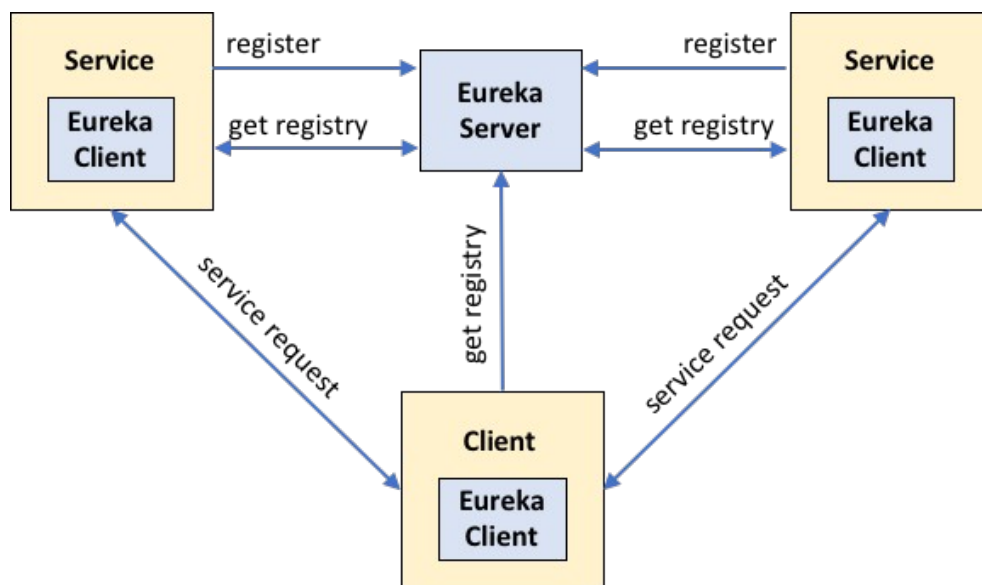 Service
Eureka
Client
register
get registry
Eureka
Server
register
get registry
Service
Eureka
Client
service request
get registry
service request
Client
Eureka
Client